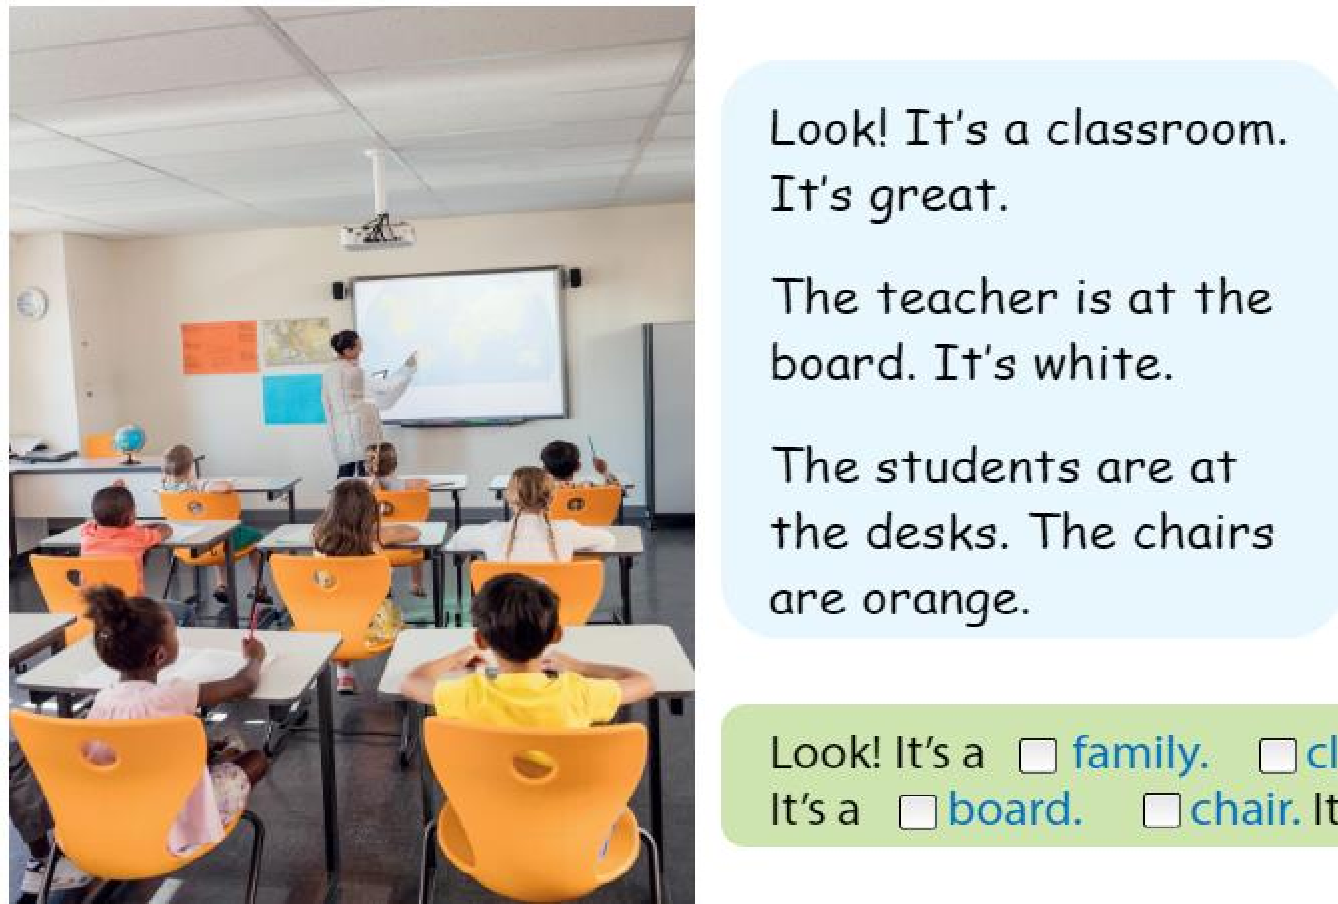 Look! It's a classroom.
It's great.
The teacher is at the
board. It's white.
The students are at
the desks. The chairs
are orange.
Look! It's a family.
It's a board. chair.